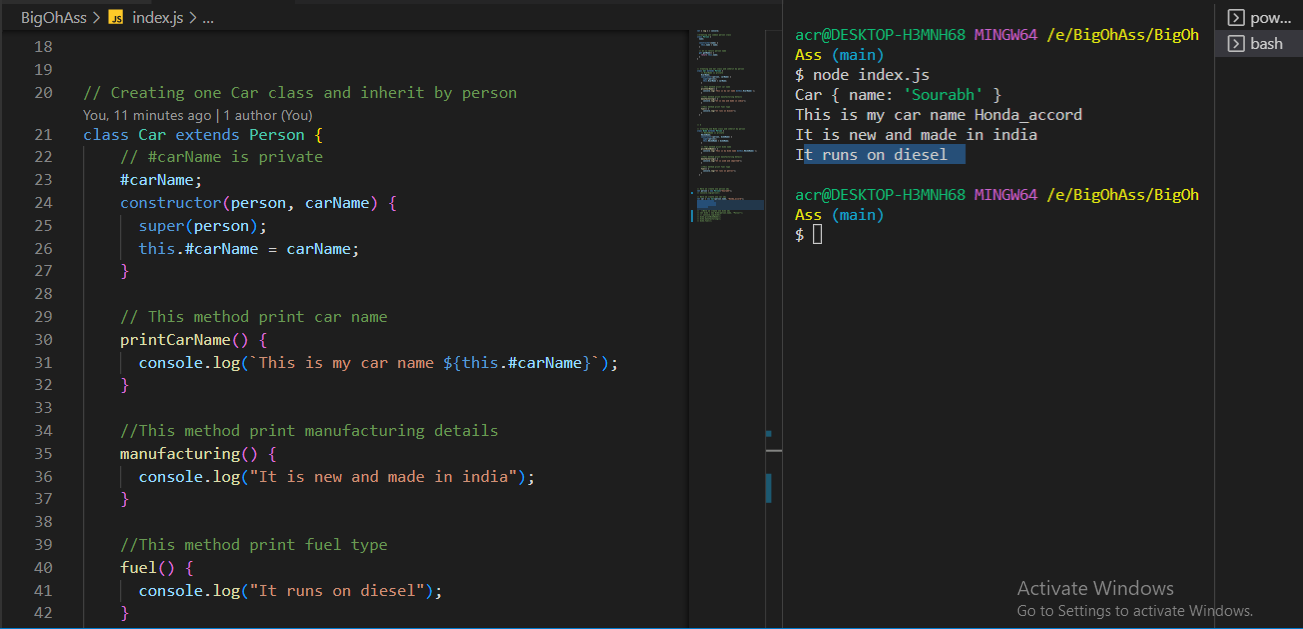 BigOhAss > JS index.js > ...
18
19
20 // Creating one Car class and inherit by person
You, 11 minutes ago | 1 author (You)
21 class Car extends Person {
22 // #carName is private
23 #carName;
24 constructor(person, carName) {
25 super(person);
26 this.#carName = carName;
27 }
28
29 // This method print car name
30 printCarName() {
31 console.log(`This is my car name ${this.#carName}`);
32 }
33
34 //This method print manufacturing details
35 manufacturing() {
36 console.log("It is new and made in india");
37 }
38
39 //This method print fuel type
40 fuel() {
41 console.log("It runs on diesel");
42 }
acr@DESKTOP-H3MNH68 MINGW64 /e/BigOhAss/BigOh
Ass (main)
$ node index.js
Car { name: 'Sourabh' }
This is my car name Honda_accord
It is new and made in india
It runs on diesel
acr@DESKTOP-H3MNH68 MINGW64 /e/BigOhAss/BigOh
Ass (main)
$
pow...
bash
Activate Windows
Go to Settings to activate Windows.